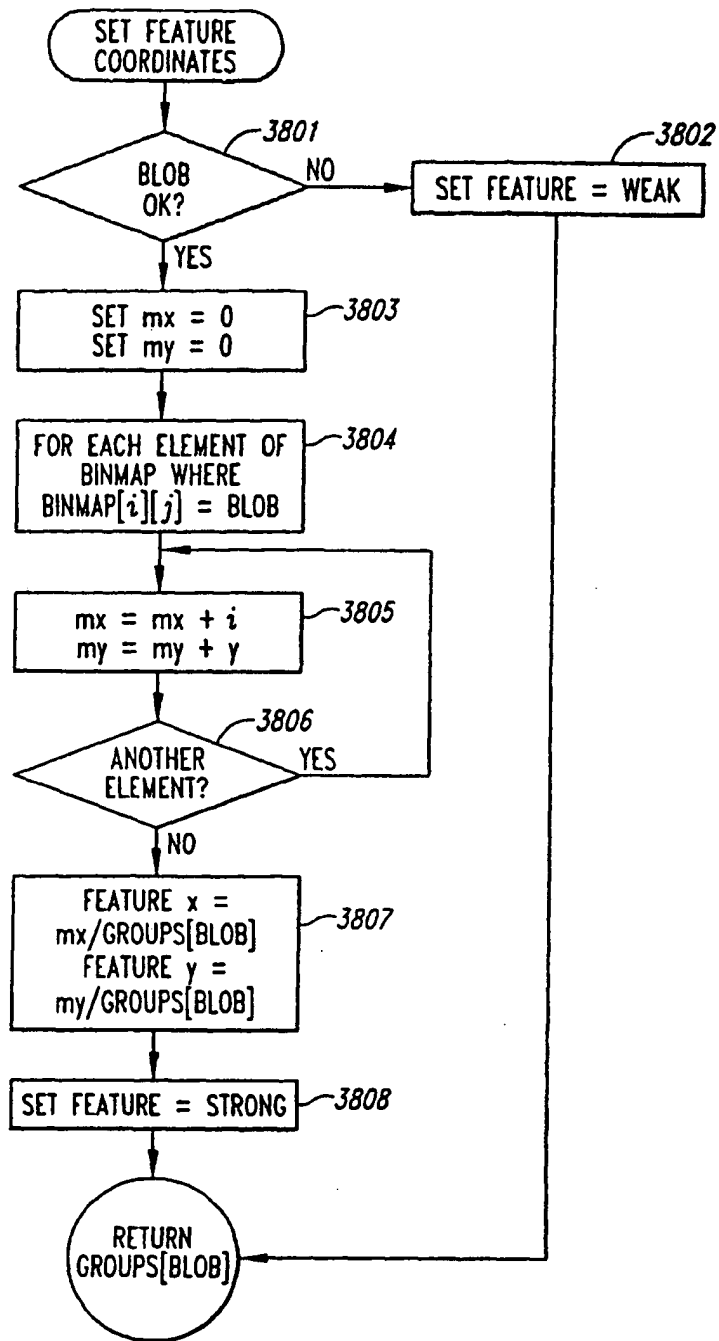 SET FEATURE
COORDINATES
3801
BLOB
OK?
NO
3802
SET FEATURE = WEAK
YES
SET mx = 0
SET my = 0
3803
FOR EACH ELEMENT OF
BINMAP WHERE
BINMAP[i][j] = BLOB
3804
mx = mx + i
my = my + y
3805
3806
ANOTHER
ELEMENT?
YES
NO
FEATURE x =
mx/GROUPS[BLOB]
FEATURE y =
my/GROUPS[BLOB]
3807
SET FEATURE = STRONG
3808
RETURN
GROUPS[BLOB]